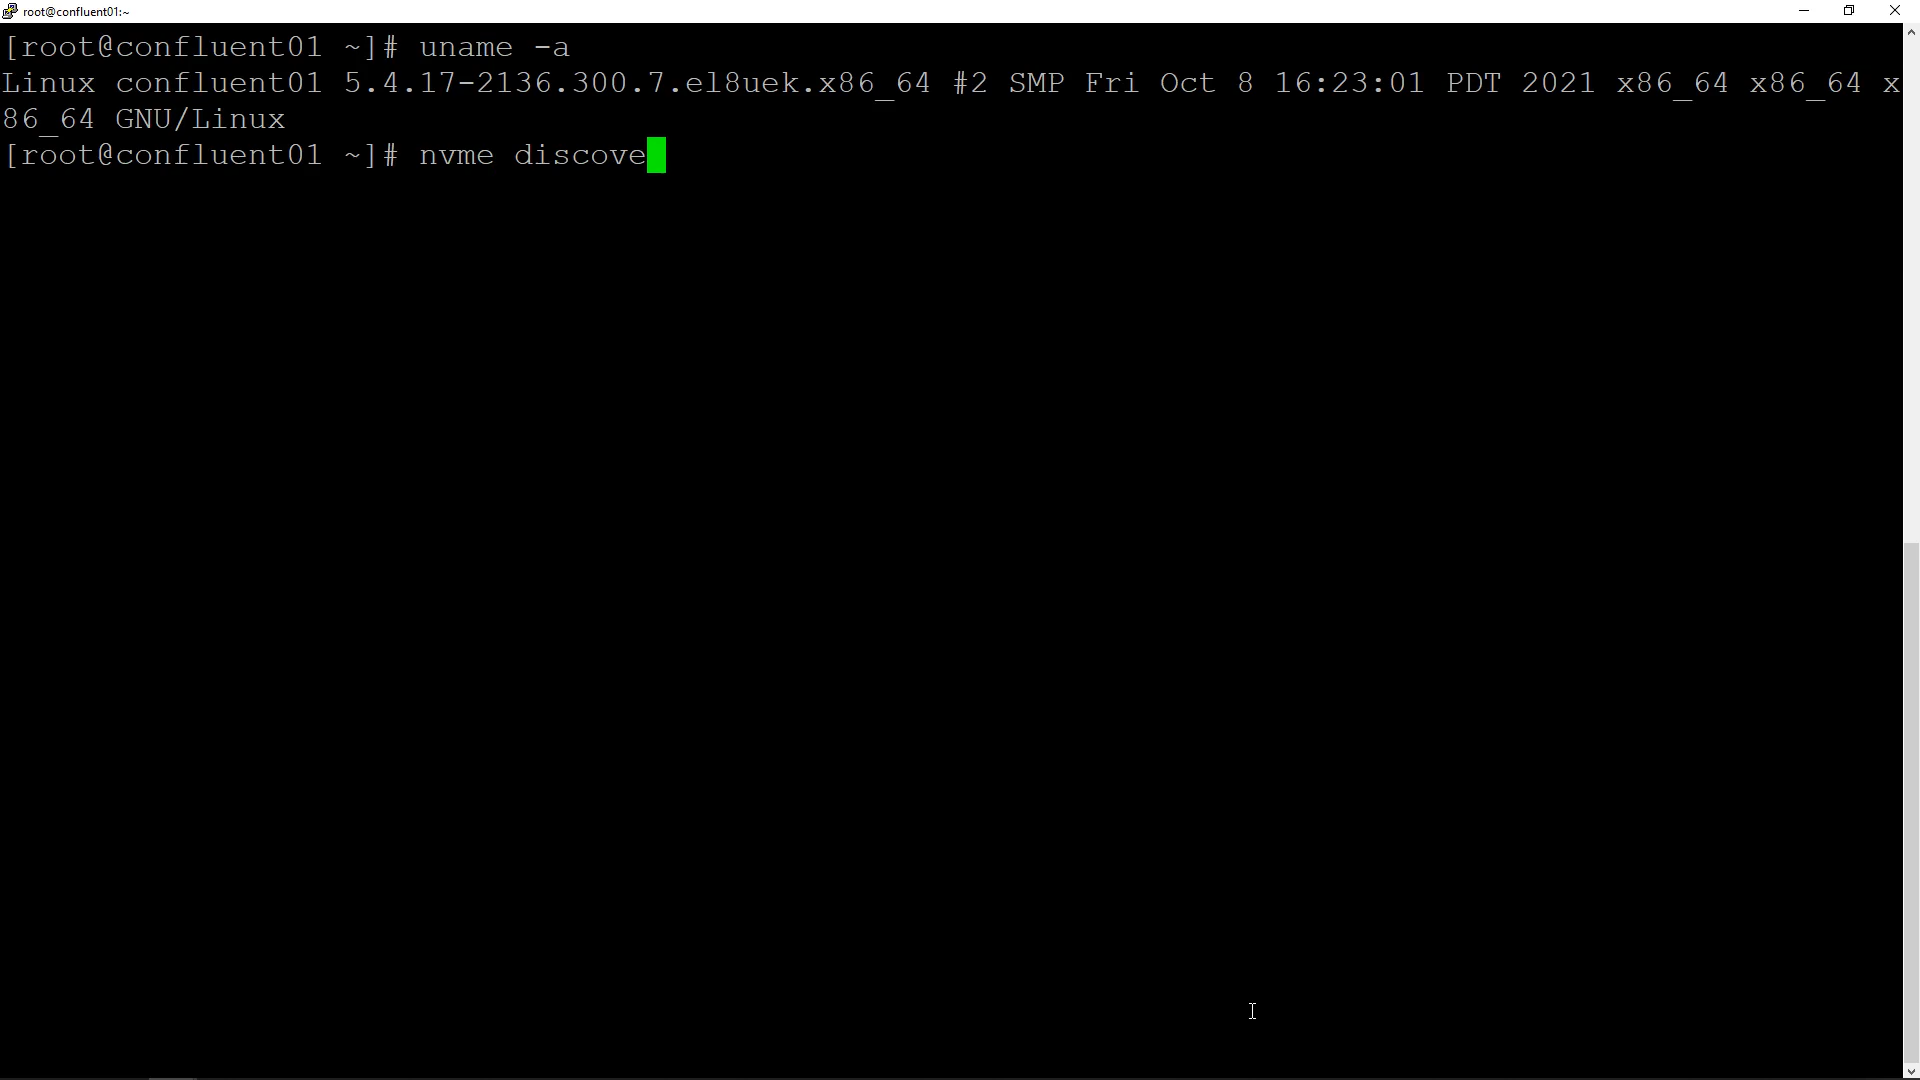 root@confluent01:~
[root@confluent01 ~]# uname -a
Linux confluent01 5.4.17-2136.300.7.el8uek.x86_64 #2 SMP Fri Oct 8 16:23:01 PDT 2021 x86_64 x86_64 x
86_64 GNU/Linux
[root@confluent01 ~]# nvme discove